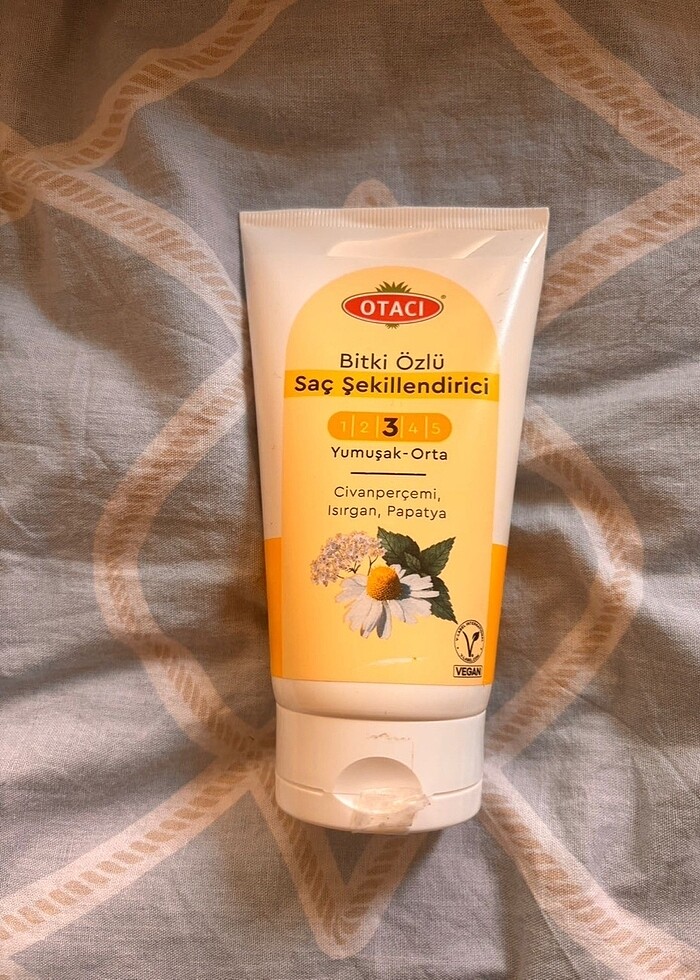 OTACI
Bitki Özlü
Saç Şekillendirici
1 2 3 4 5
Yumuşak-Orta
Civanperçemi,
Isırgan, Papatya
VEGAN